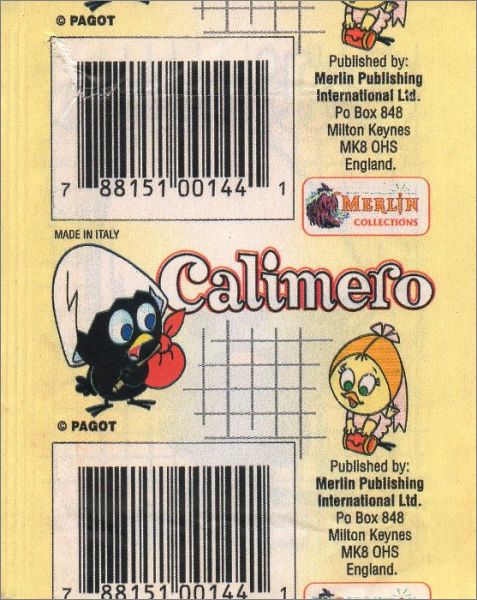 © PAGOT
7 88151 00144 1
Published by:
Merlin Publishing
International Ltd.
Po Box 848
Milton Keynes
MK8 OHS
England.
MERLIN
COLLECTIONS
MADE IN ITALY
Calimero
© PAGOT
7 88151 00144 1
Published by:
Merlin Publishing
International Ltd.
Po Box 848
Milton Keynes
MK8 OHS
England.